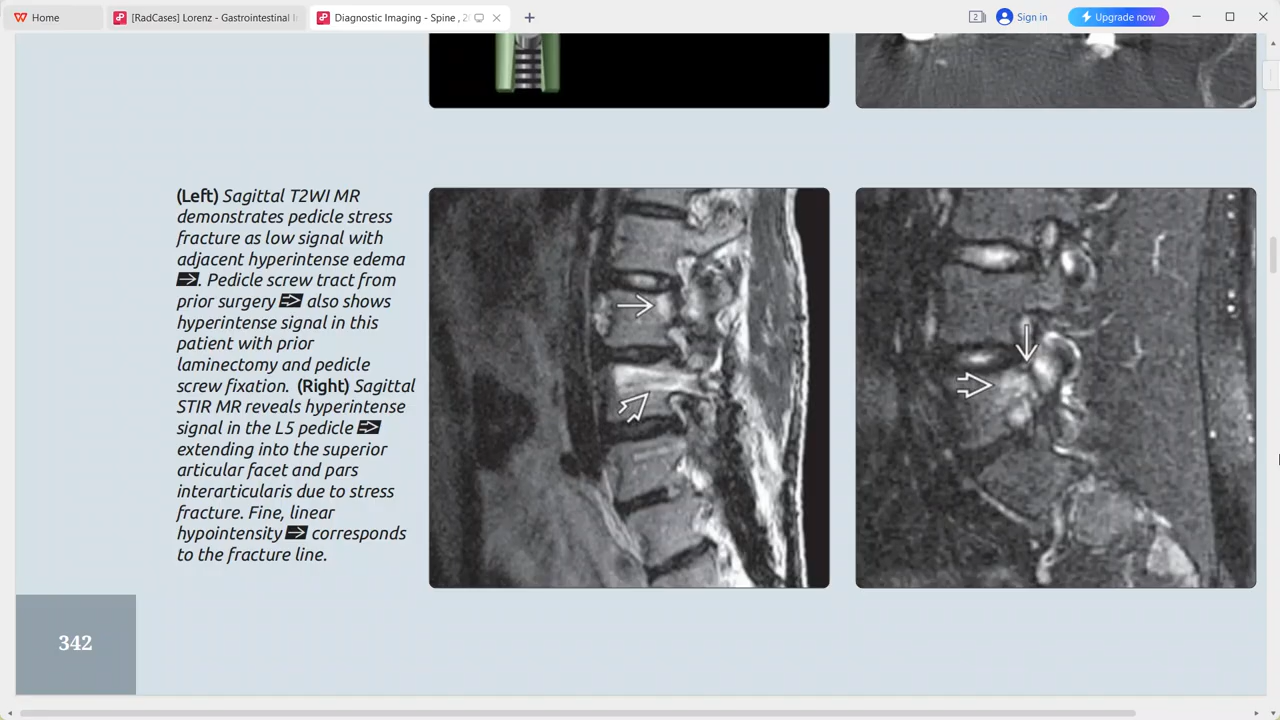 Home
[RadCases] Lorenz - Gastrointestinal I
Diagnostic Imaging - Spine , 2
2
Sign in
Upgrade now
(Left) Sagittal T2WI MR
demonstrates pedicle stress
fracture as low signal with
adjacent hyperintense edema
. Pedicle screw tract from
prior surgery also shows
hyperintense signal in this
patient with prior
laminectomy and pedicle
screw fixation. (Right) Sagittal
STIR MR reveals hyperintense
signal in the L5 pedicle
extending into the superior
articular facet and pars
interarticularis due to stress
fracture. Fine, linear
hypointensity corresponds
to the fracture line.
342